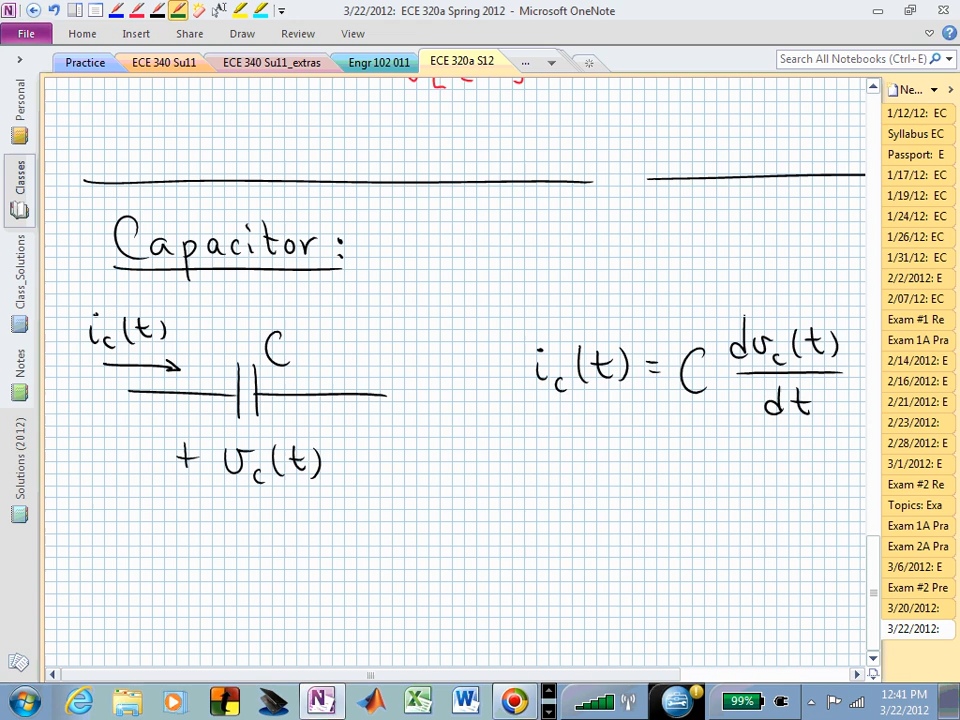 3/22/2012: ECE 320a Spring 2012 - Microsoft OneNote
File Home Insert Share Draw Review View
Practice ECE 340 Su11 ECE 340 Su11_extras Engr 102 011 ECE 320a S12 ...
Search All Notebooks (Ctrl+E)
Personal
Classes
Class_Solutions
Notes
Solutions (2012)
Capacitor:
i_c(t)
C
+ v_c(t)
i_c(t) = C dv_c(t)/dt
Ne...
1/12/12: EC
Syllabus EC
Passport: E
1/17/12: EC
1/19/12: EC
1/24/12: EC
1/26/12: EC
1/31/12: EC
2/2/2012: E
2/07/12: EC
Exam #1 Re
Exam 1A Pra
2/14/2012: E
2/16/2012: E
2/21/2012: E
2/23/2012:
2/28/2012: E
3/1/2012: E
Exam #2 Re
Topics: Exa
Exam 1A Pra
Exam 2A Pra
3/6/2012: E
Exam #2 Pre
3/20/2012:
3/22/2012:
99%
12:41 PM
3/22/2012